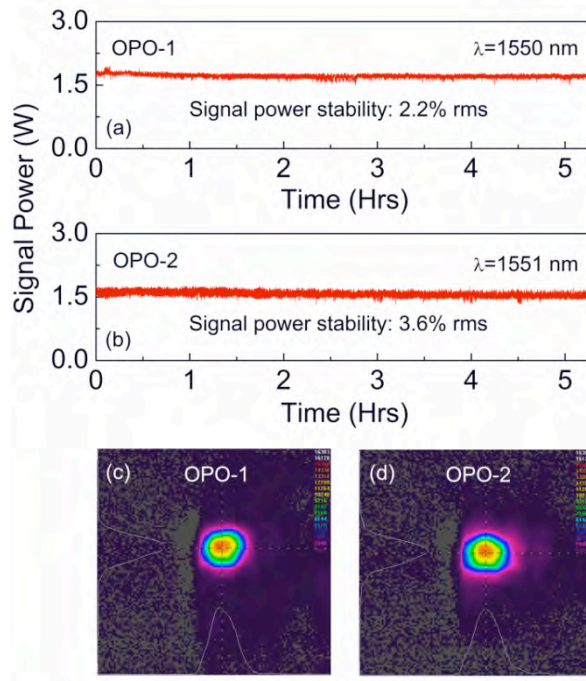 Signal Power (W)
3.0
1.5
0.0
OPO-1
λ=1550 nm
Signal power stability: 2.2% rms
(a)
0 1 2 3 4 5
Time (Hrs)
3.0
1.5
0.0
OPO-2
λ=1551 nm
Signal power stability: 3.6% rms
(b)
0 1 2 3 4 5
Time (Hrs)
(c) OPO-1
(d) OPO-2